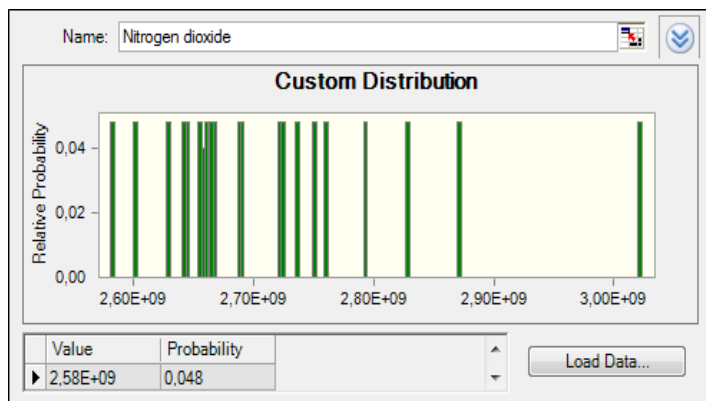 Name: Nitrogen dioxide
Custom Distribution
Relative Probability
0,04
0,02
0,00
2,60E+09 2,70E+09 2,80E+09 2,90E+09 3,00E+09
Value Probability
2,58E+09 0,048
Load Data...